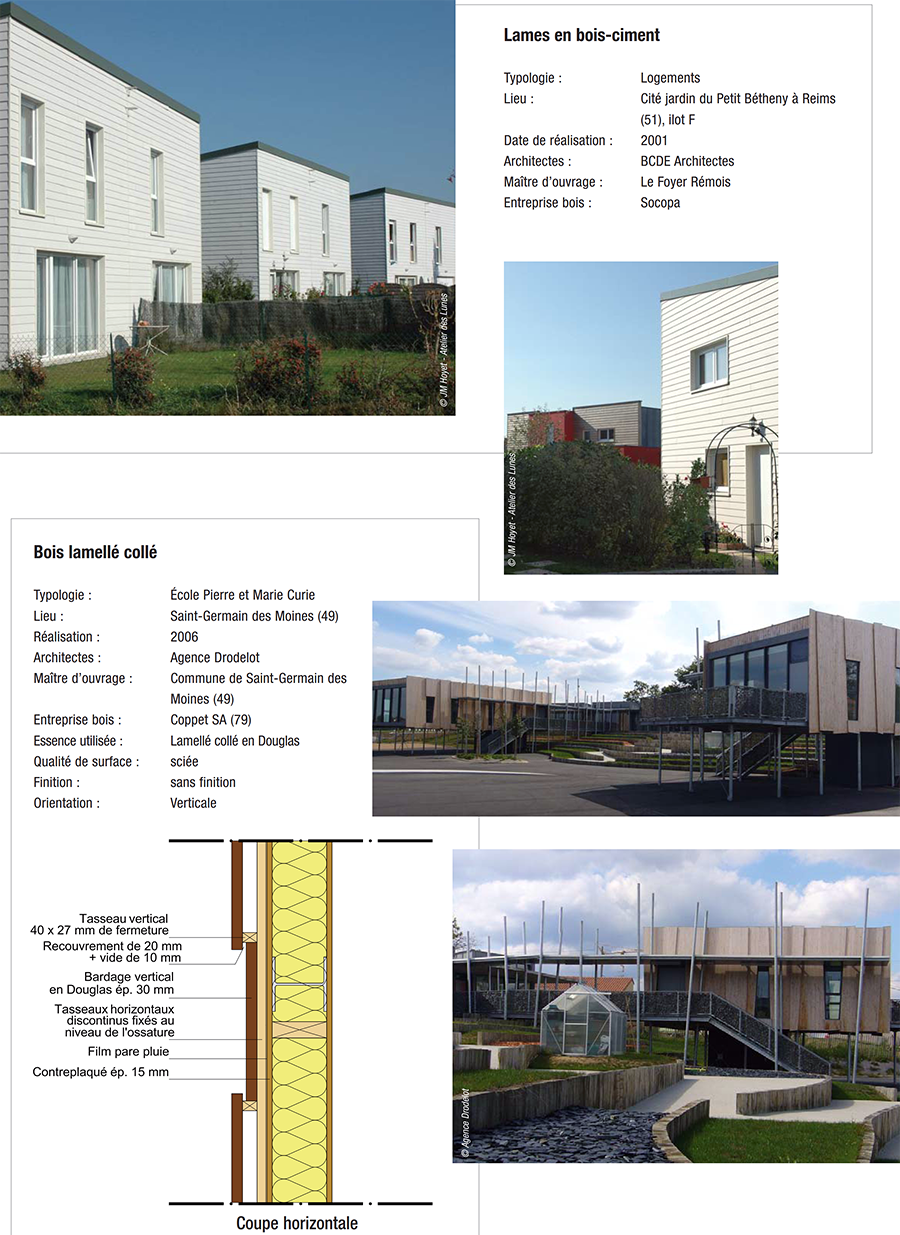 Lames en bois-ciment
Typologie : Logements
Lieu : Cité jardin du Petit Bétheny à Reims
(51), ilot F
Date de réalisation : 2001
Architectes : BCDE Architectes
Maître d'ouvrage : Le Foyer Rémois
Entreprise bois : Socopa
© JM Hoyet - Atelier des Lunes
© JM Hoyet - Atelier des Lunes
Bois lamellé collé
Typologie : École Pierre et Marie Curie
Lieu : Saint-Germain des Moines (49)
Réalisation : 2006
Architectes : Agence Drodelot
Maître d'ouvrage : Commune de Saint-Germain des
Moines (49)
Entreprise bois : Coppet SA (79)
Essence utilisée : Lamellé collé en Douglas
Qualité de surface : sciée
Finition : sans finition
Orientation : Verticale
Tasseau vertical
40 x 27 mm de fermeture
Recouvrement de 20 mm
+ vide de 10 mm
Bardage vertical
en Douglas ép. 30 mm
Tasseaux horizontaux
discontinus fixés au
niveau de l'ossature
Film pare pluie
Contreplaqué ép. 15 mm
Coupe horizontale
© Agence Drodelot